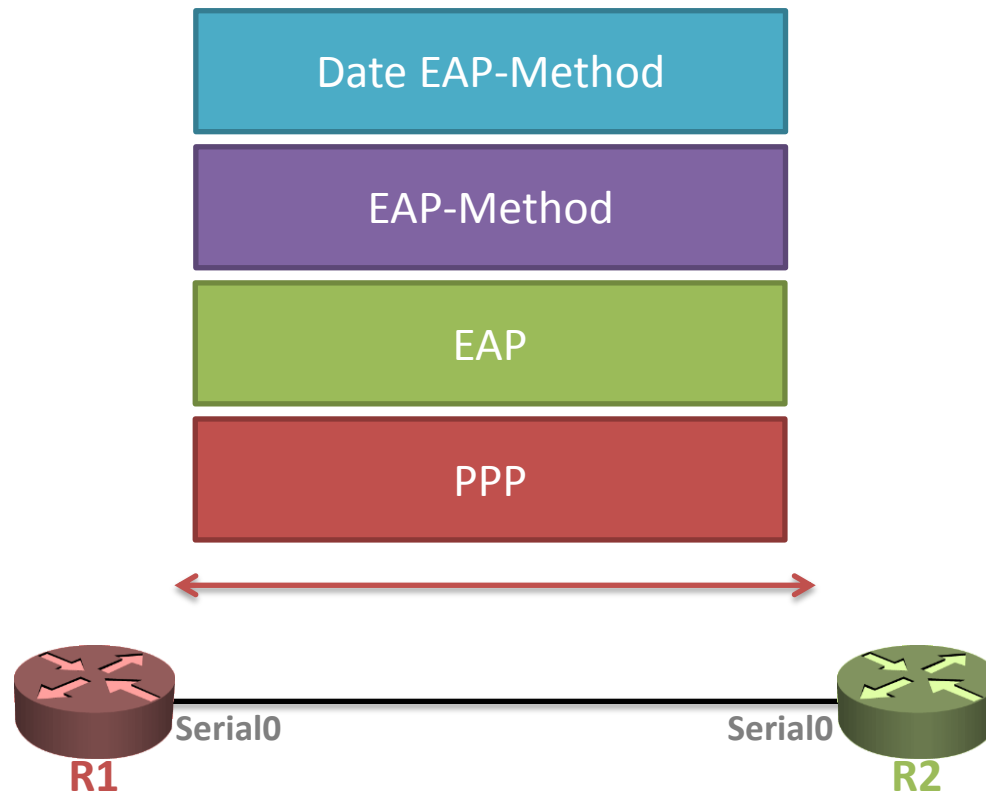 Date EAP-Method
EAP-Method
EAP
PPP
Serial0
Serial0
R1
R2